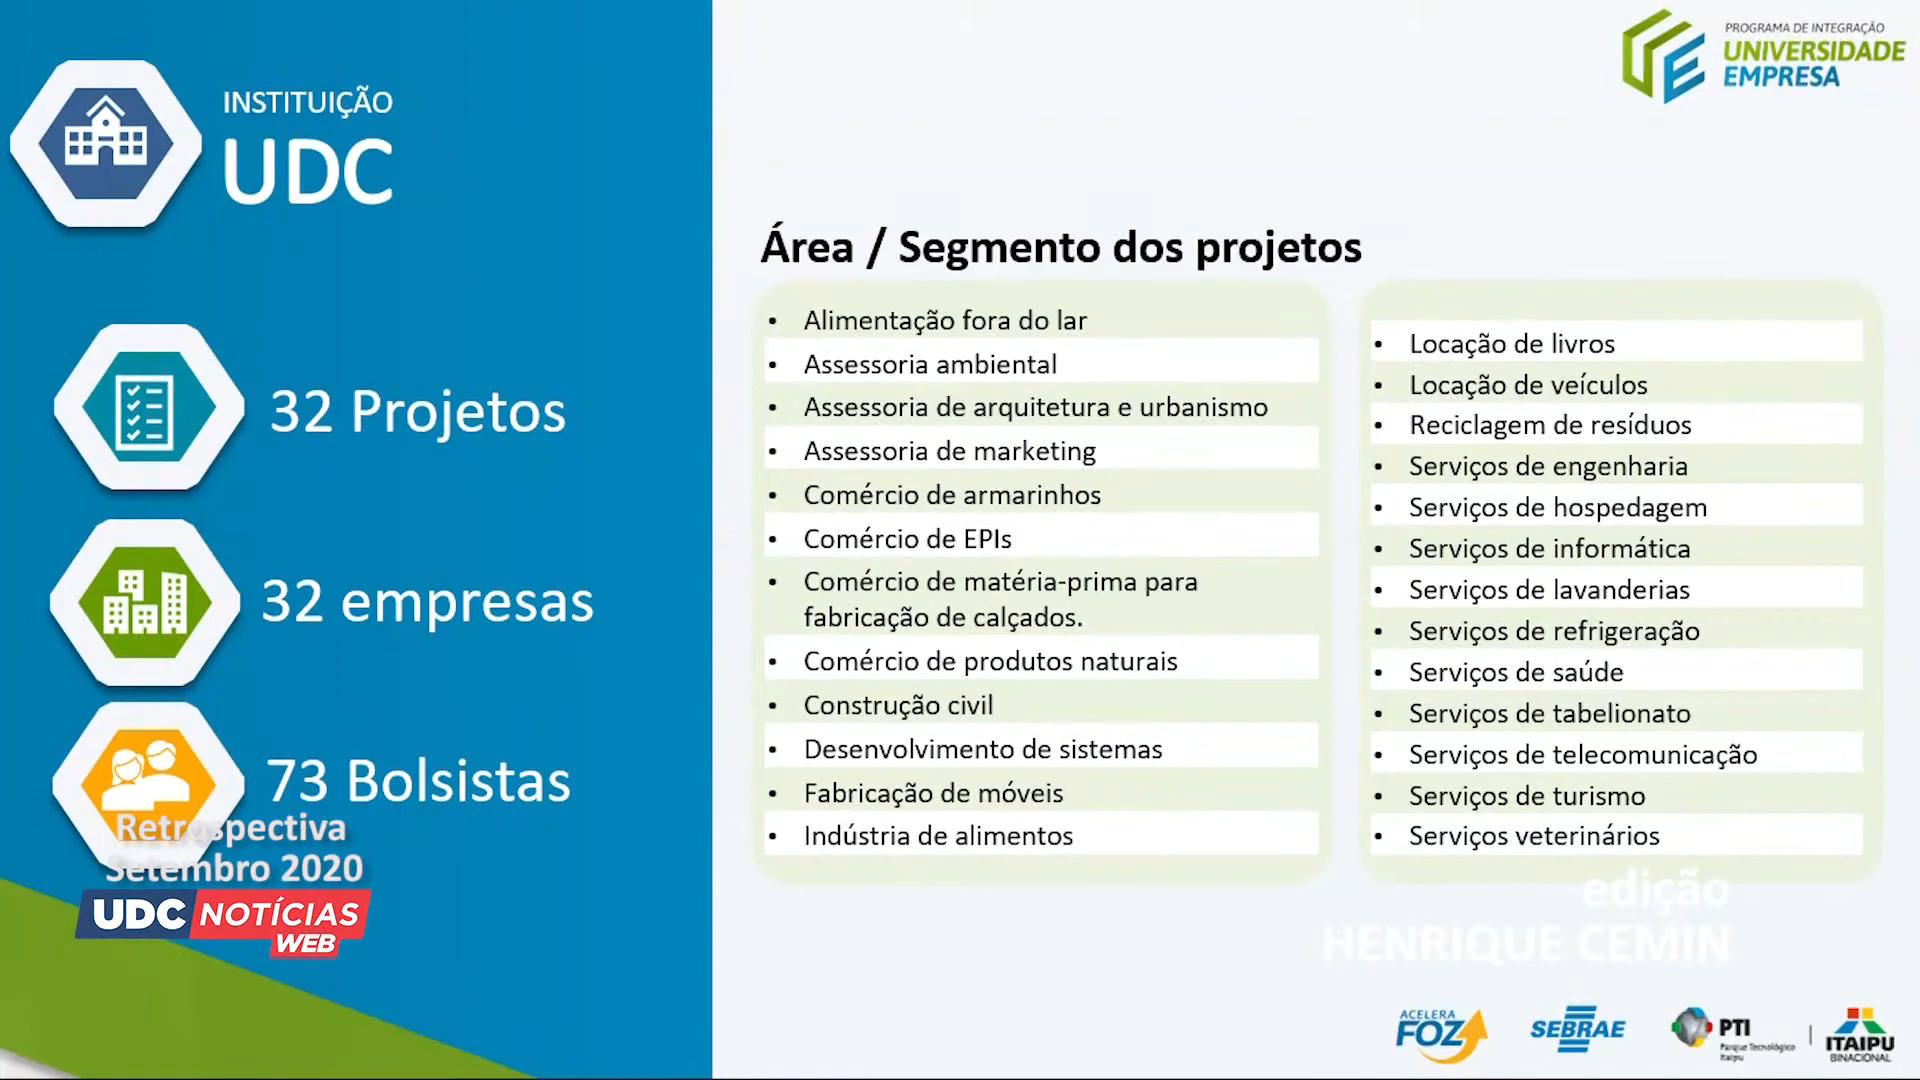 INSTITUIÇÃO
UDC
32 Projetos
32 empresas
73 Bolsistas
Retrospectiva
Setembro 2020
UDC NOTÍCIAS
WEB
PROGRAMA DE INTEGRAÇÃO
UNIVERSIDADE
EMPRESA
Área / Segmento dos projetos
• Alimentação fora do lar
• Assessoria ambiental
• Assessoria de arquitetura e urbanismo
• Assessoria de marketing
• Comércio de armarinhos
• Comércio de EPIs
• Comércio de matéria-prima para
fabricação de calçados.
• Comércio de produtos naturais
• Construção civil
• Desenvolvimento de sistemas
• Fabricação de móveis
• Indústria de alimentos
• Locação de livros
• Locação de veículos
• Reciclagem de resíduos
• Serviços de engenharia
• Serviços de hospedagem
• Serviços de informática
• Serviços de lavanderias
• Serviços de refrigeração
• Serviços de saúde
• Serviços de tabelionato
• Serviços de telecomunicação
• Serviços de turismo
• Serviços veterinários
edição
HENRIQUE CEMIN
ACELERA
FOZ
SEBRAE
PTI
Parque Tecnológico
Itaipu
ITAIPU
BINACIONAL